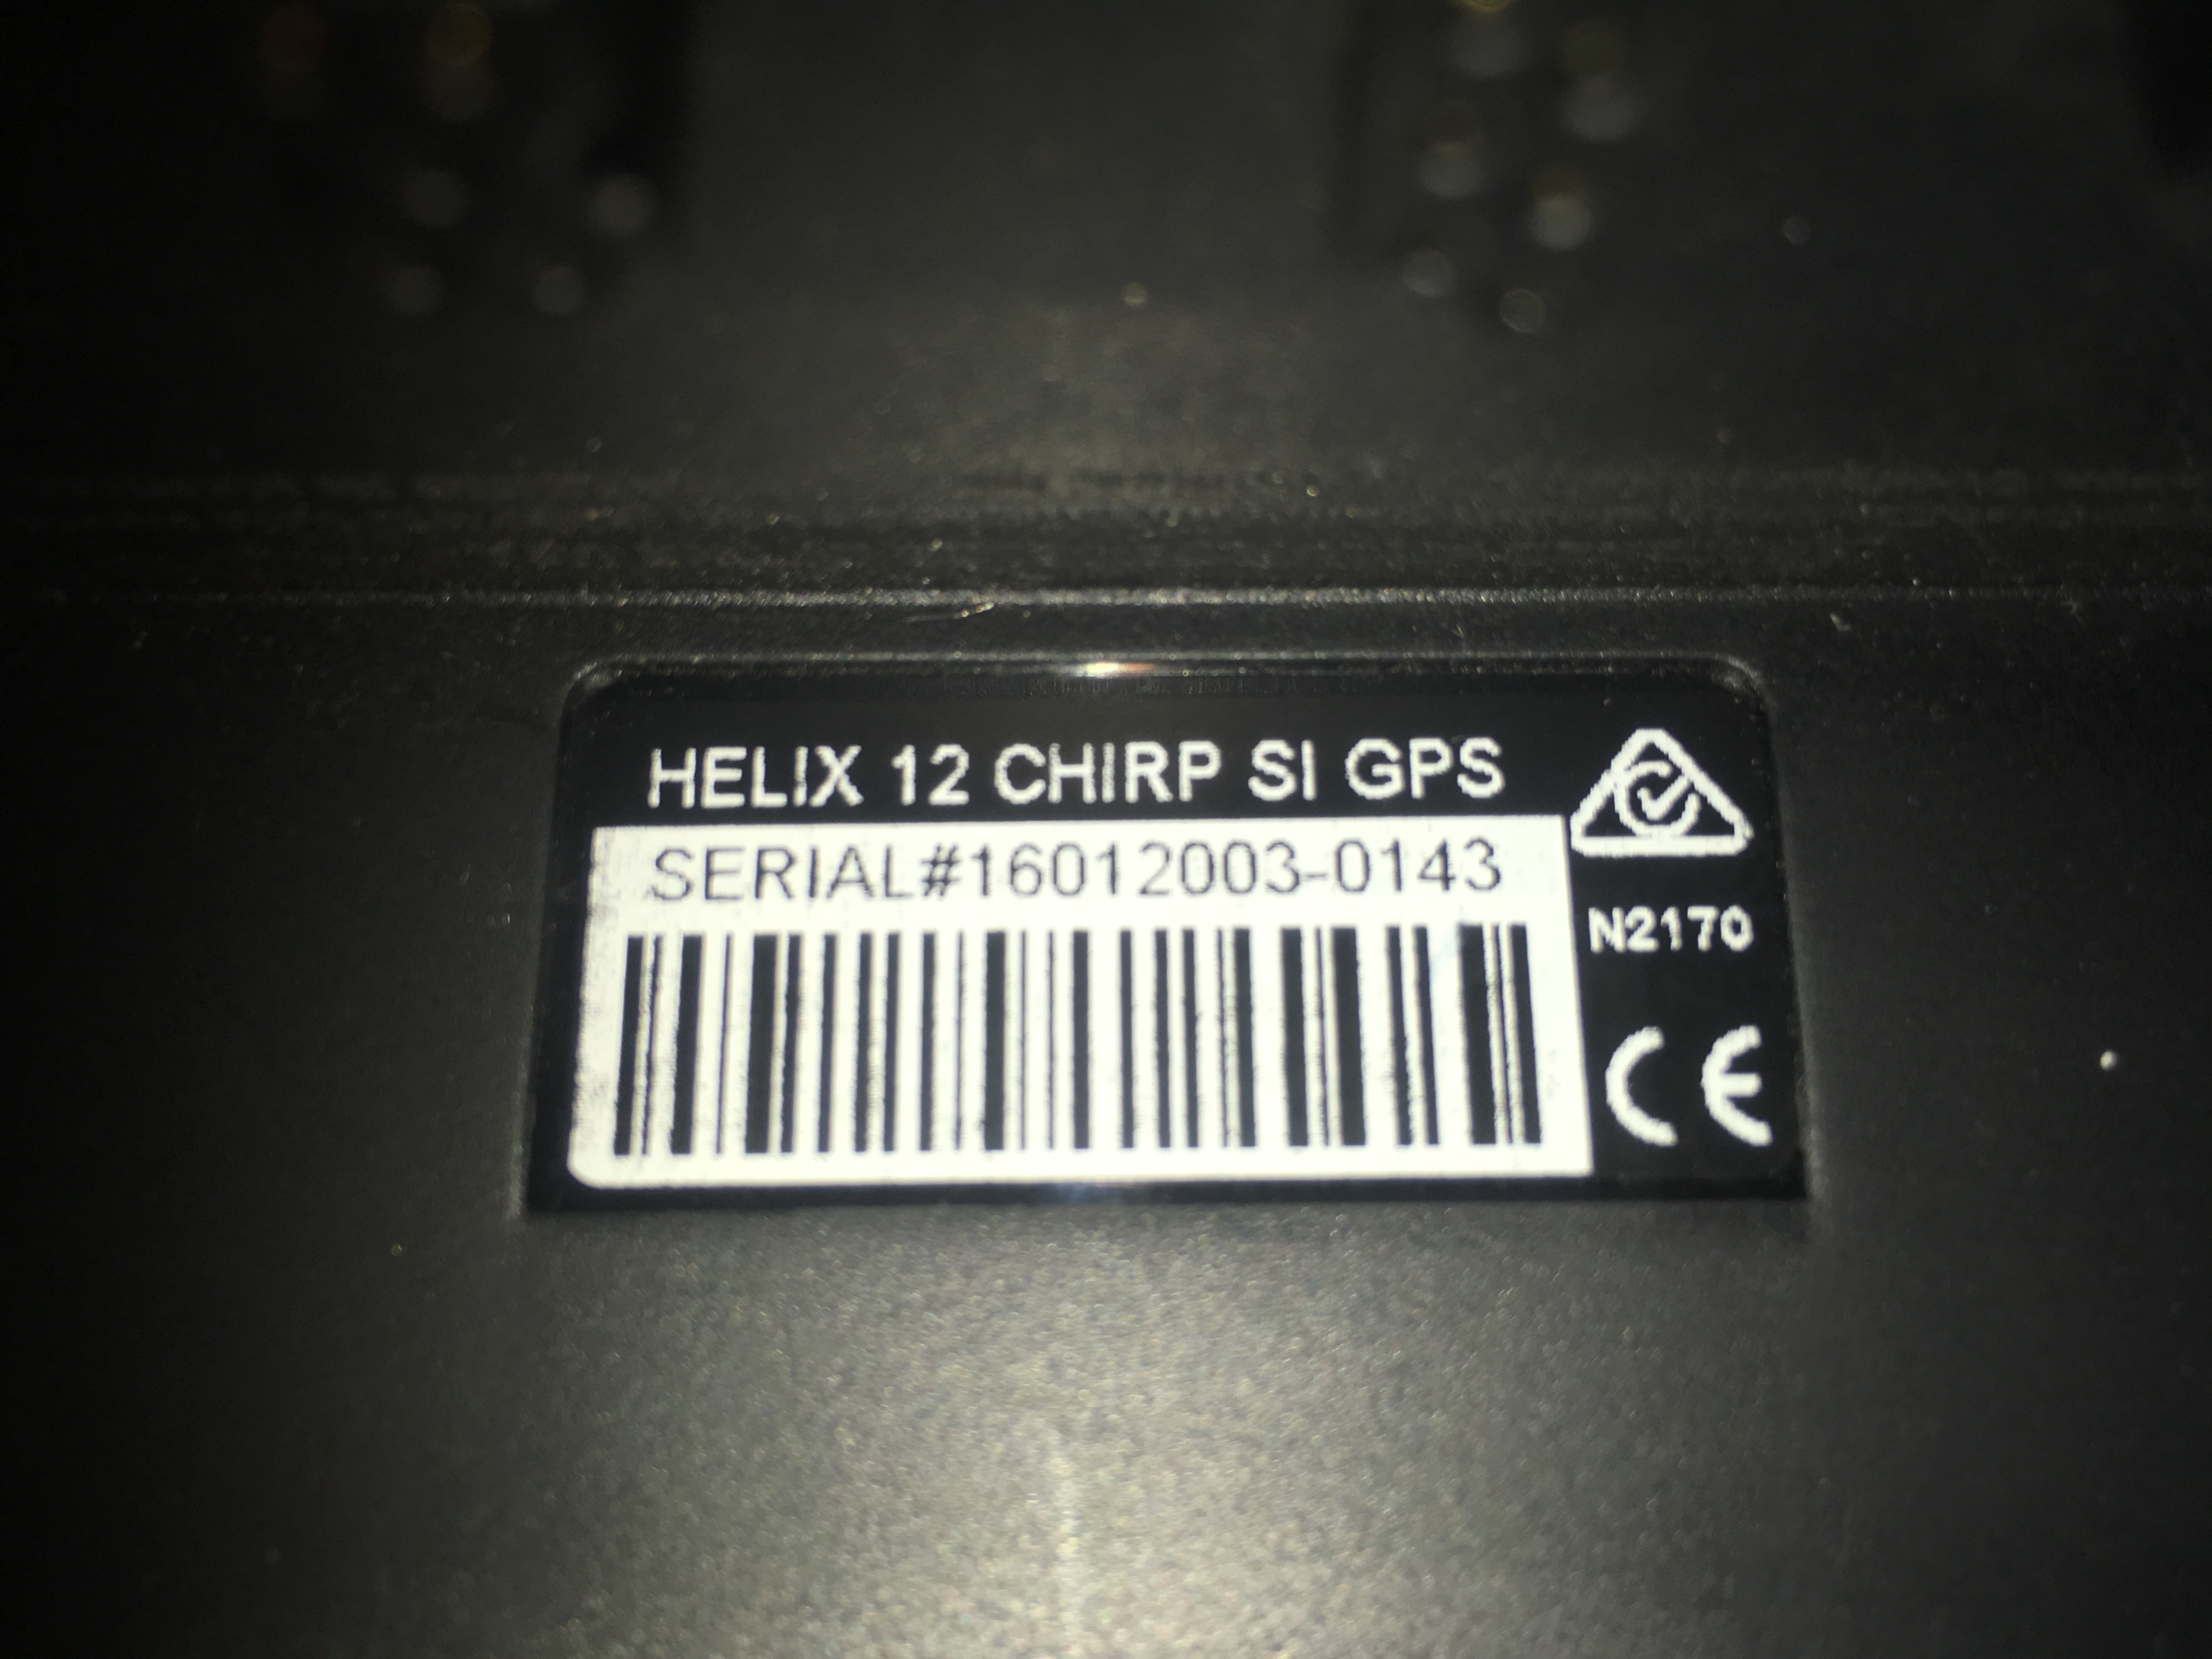 HELIX 12 CHIRP SI GPS
SERIAL#16012003-0143
N2170
CE